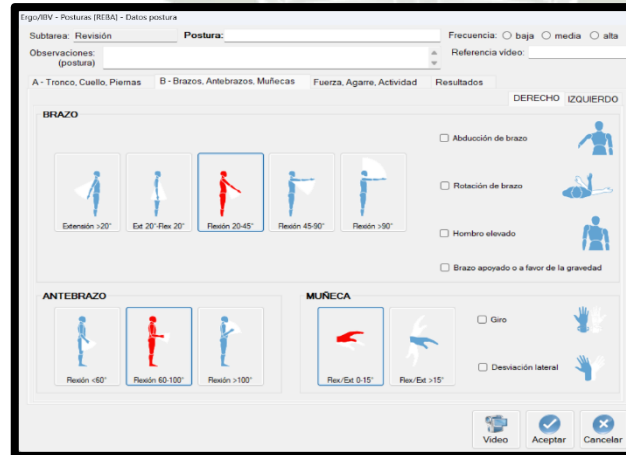 Ergo/IBV - Posturas (REBA) - Datos postura
Subtarea: Revisión Postura: Frecuencia: baja media alta
Observaciones: (postura) Referencia vídeo:
A - Tronco, Cuello, Piernas B - Brazos, Antebrazos, Muñecas Fuerza, Agarre, Actividad Resultados
DERECHO IZQUIERDO
BRAZO
Abducción de brazo
Rotación de brazo
Extensión >20° Ext 20°-Flex 20° Flexión 20-45° Flexión 45-90° Flexión >90°
Hombro elevado
Brazo apoyado o a favor de la gravedad
ANTEBRAZO MUÑECA
Giro
Desviación lateral
Flexión <60° Flexión 60-100° Flexión >100° Flex/Ext 0-15° Flex/Ext >15°
Video Aceptar Cancelar